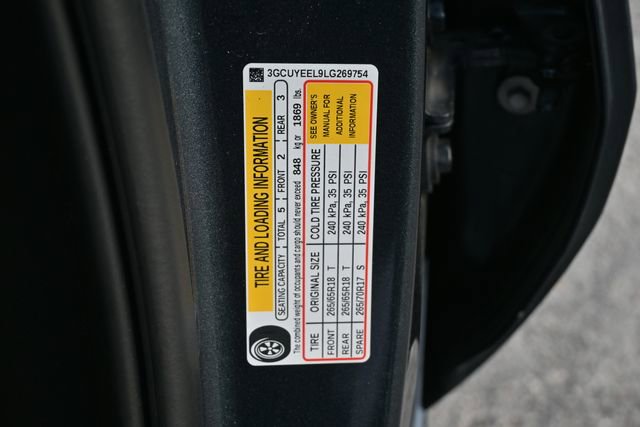 3GCUYEEL9LG269754
TIRE AND LOADING INFORMATION
SEATING CAPACITY TOTAL 5 FRONT 2 REAR 3
The combined weight of occupants and cargo should never exceed 848 kg or 1869 lbs.
TIRE ORIGINAL SIZE COLD TIRE PRESSURE SEE OWNER'S
FRONT 265/65R18 T 240 kPa, 35 PSI MANUAL FOR
REAR 265/65R18 T 240 kPa, 35 PSI ADDITIONAL
SPARE 265/70R17 S 240 kPa, 35 PSI INFORMATION